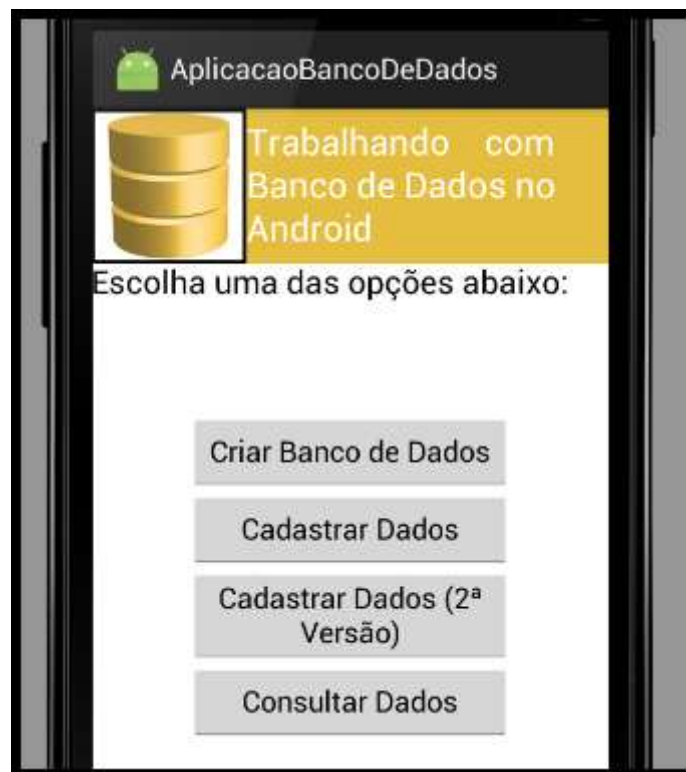 AplicacaoBancoDeDados
Trabalhando com
Banco de Dados no
Android
Escolha uma das opções abaixo:
Criar Banco de Dados
Cadastrar Dados
Cadastrar Dados (2ª
Versão)
Consultar Dados